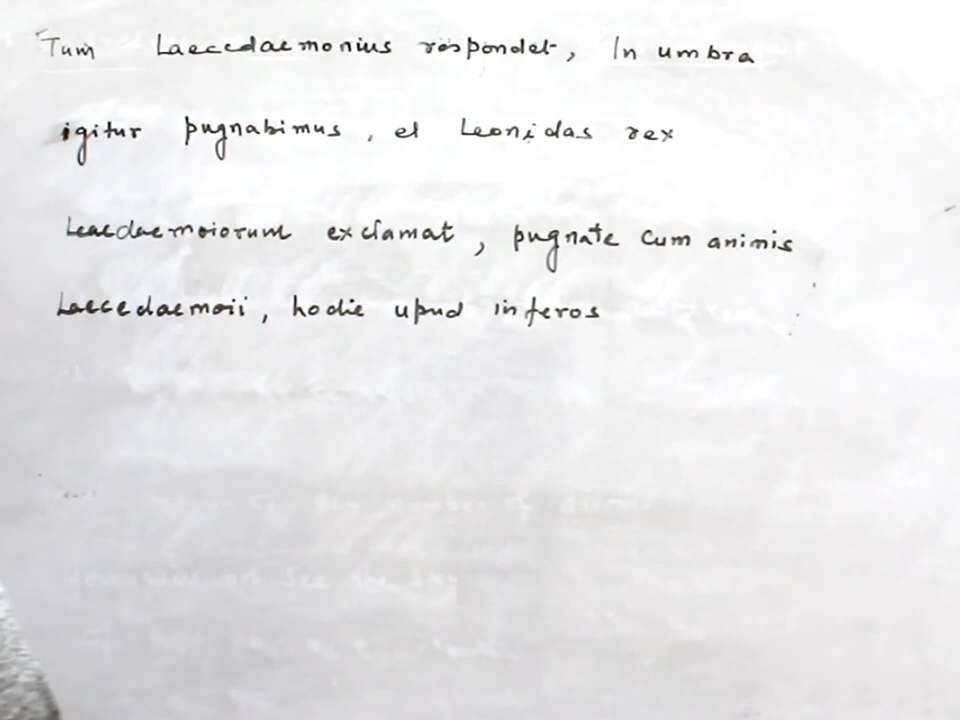 Tum Laecedaemonius respondet, In umbra
igitur pugnabimus, et Leonidas rex
Leacdaemoiorum exclamat, pugnate cum animis
Laecedaemoii, hodie upud inferos